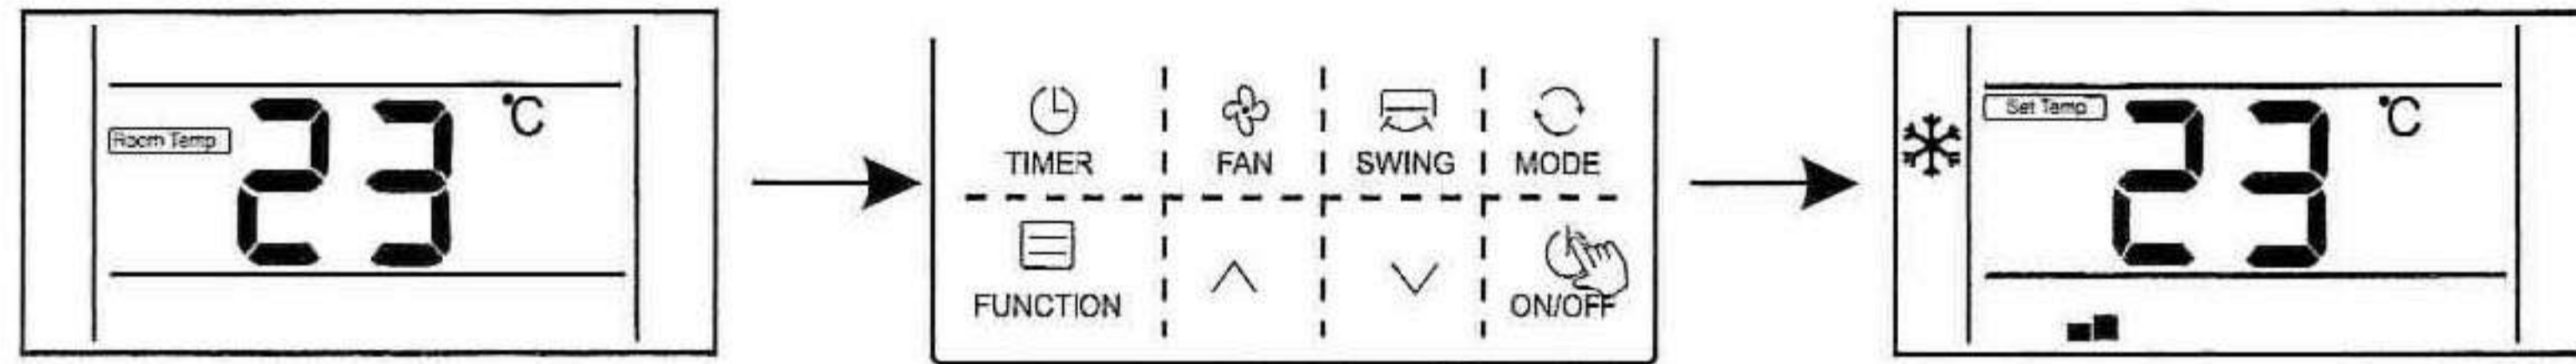 Room Temp
23 °C
TIMER FAN SWING MODE
FUNCTION ON/OFF
Set Temp
23 °C